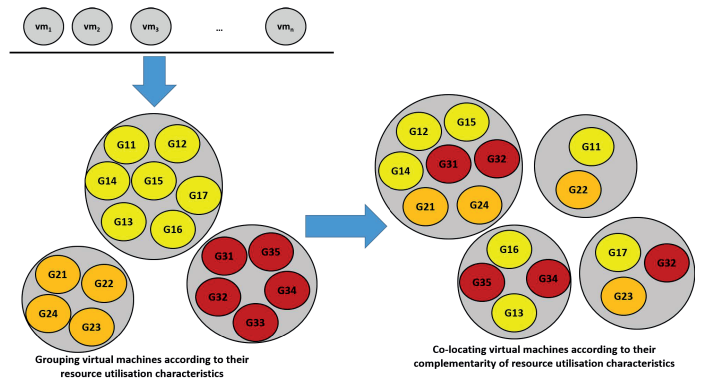 vm1 vm2 vm3 ... vmn
G11 G12
G14 G15 G17
G13 G16
G21 G22
G24 G23
G31 G35
G32 G34
G33
Grouping virtual machines according to their
resource utilisation characteristics
G12 G15
G14 G31 G32
G21 G24
G11
G22
G16
G35 G34
G13
G17 G32
G23
Co-locating virtual machines according to their
complementarity of resource utilisation characteristics